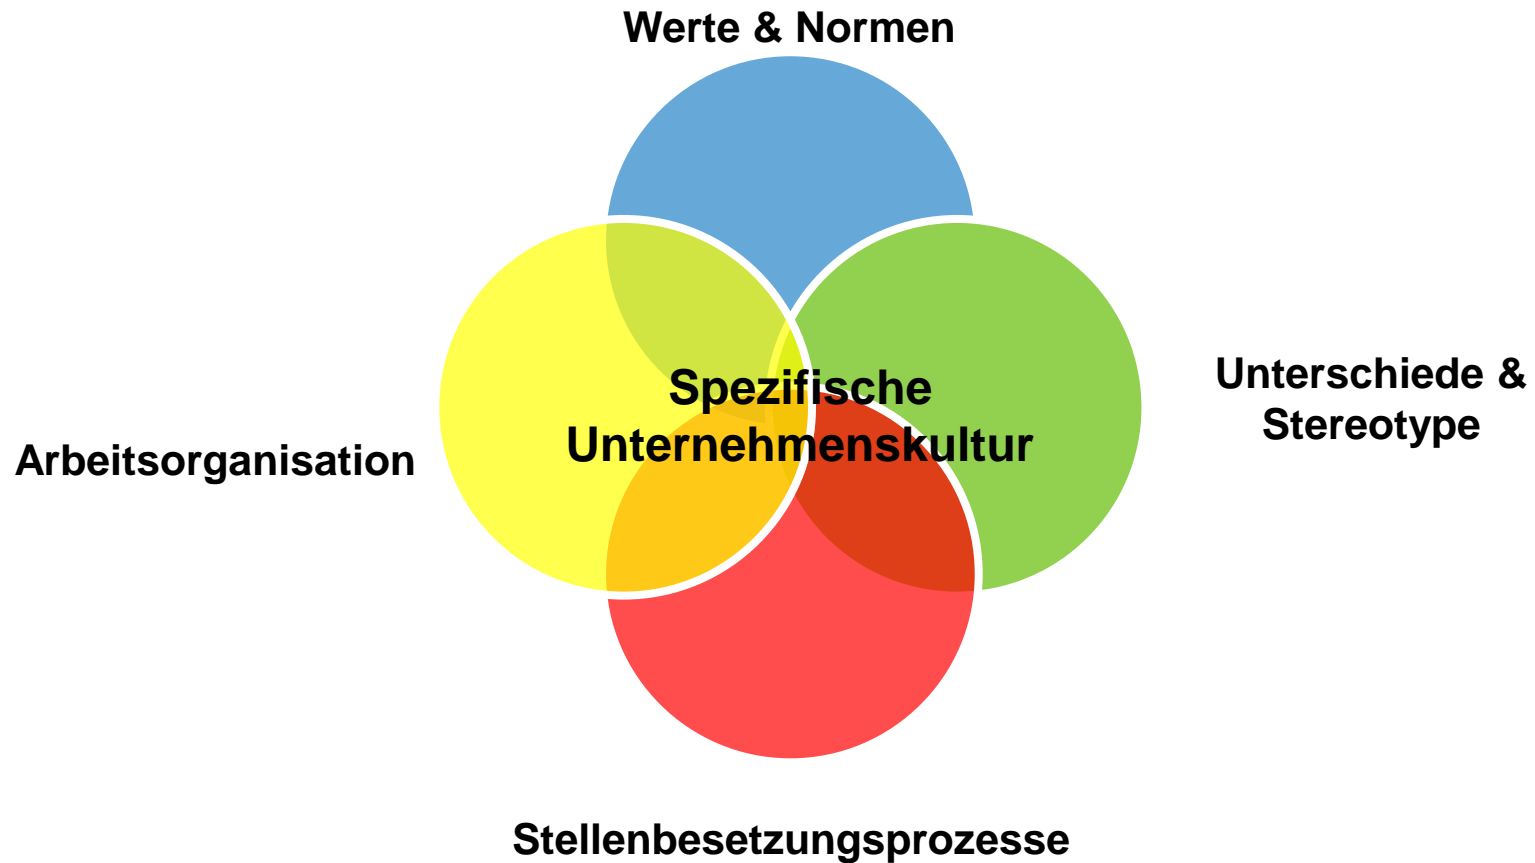 Werte & Normen
Spezifische
Unternehmenskultur
Unterschiede &
Stereotype
Arbeitsorganisation
Stellenbesetzungsprozesse